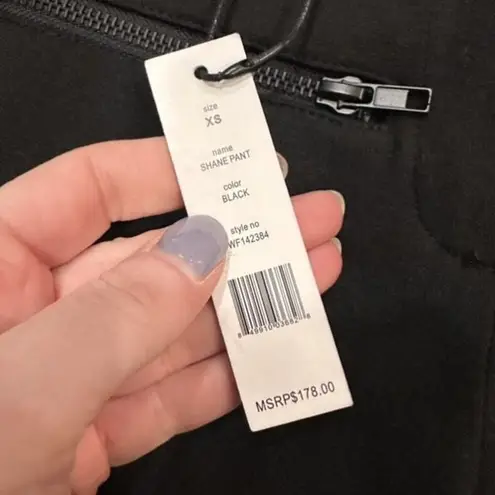 size
XS
name
SHANE PANT
color
BLACK
style no
WF142384
MSRP$178.00